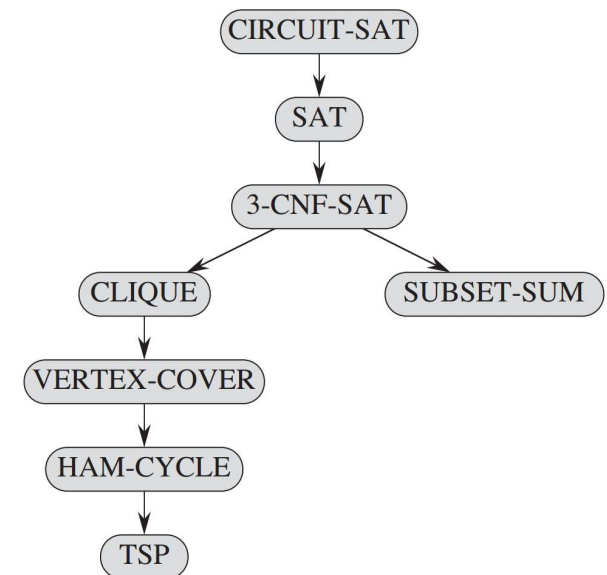 CIRCUIT-SAT
SAT
3-CNF-SAT
CLIQUE
SUBSET-SUM
VERTEX-COVER
HAM-CYCLE
TSP